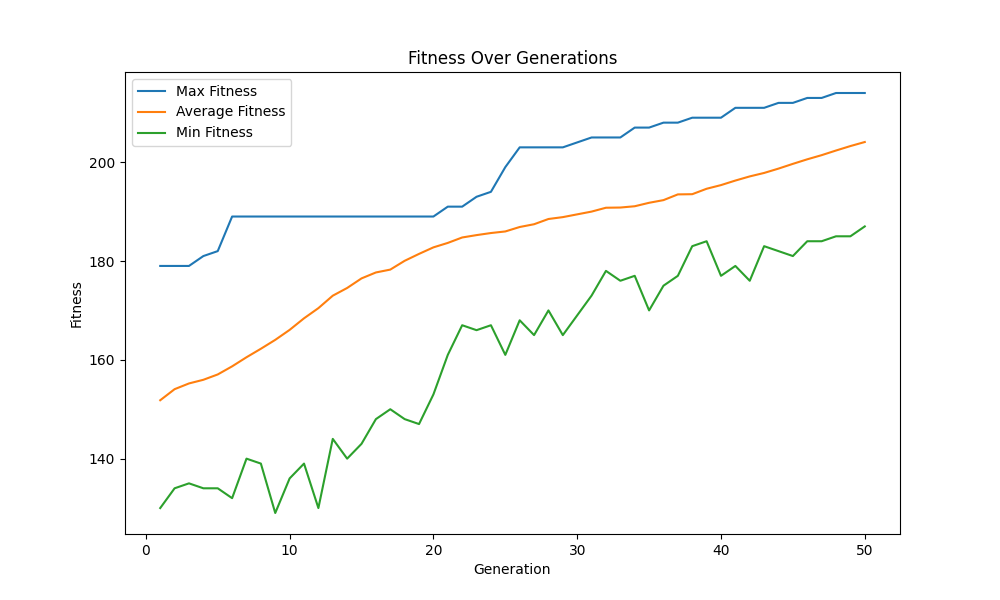 Fitness Over Generations
Max Fitness
Average Fitness
Min Fitness
Fitness
200
180
160
140
0 10 20 30 40 50
Generation